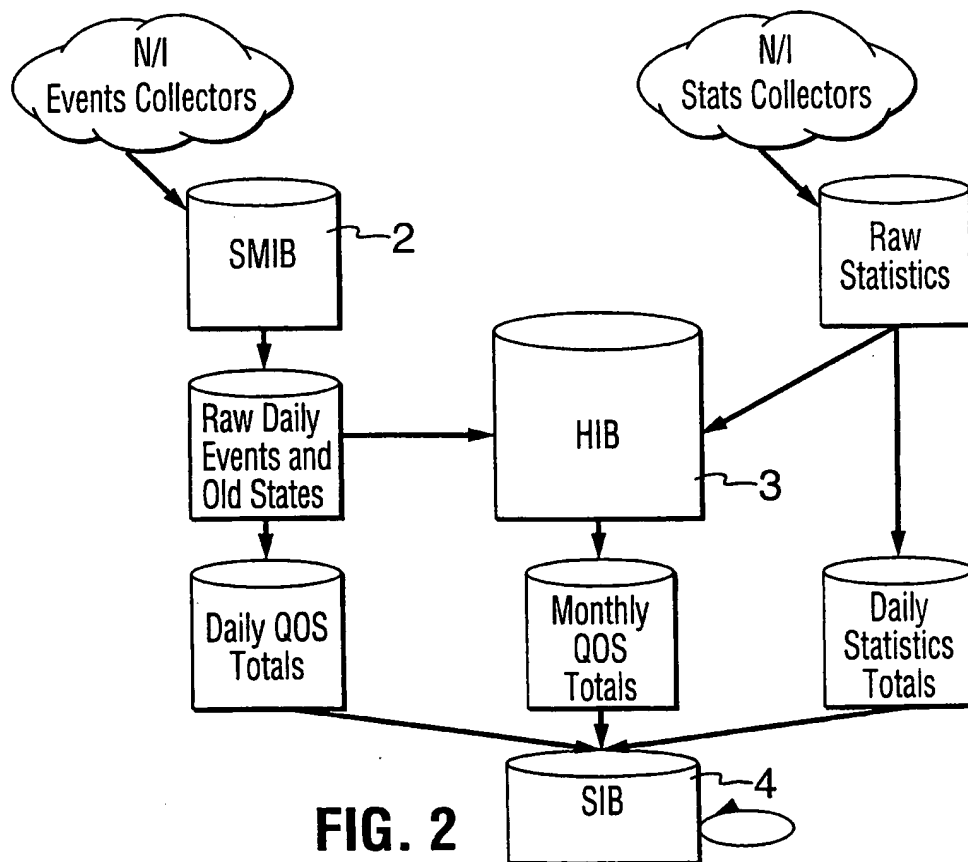 N/I
Events Collectors
N/I
Stats Collectors
SMIB
2
Raw
Statistics
Raw Daily
Events and
Old States
HIB
3
Daily QOS
Totals
Monthly
QOS
Totals
Daily
Statistics
Totals
SIB
4
FIG. 2